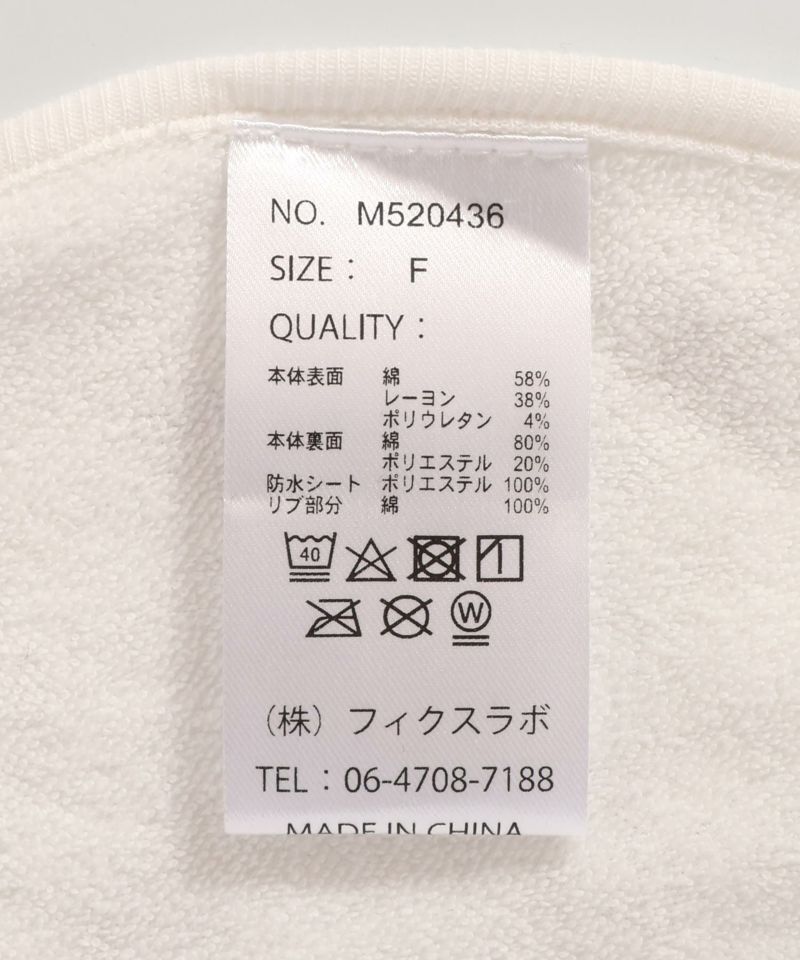 NO. M520436
SIZE： F
QUALITY：
本体表面 綿 58%
レーヨン 38%
ポリウレタン 4%
本体裏面 綿 80%
ポリエステル 20%
防水シート ポリエステル 100%
リブ部分 綿 100%
40
W
（株）フィクスラボ
TEL：06-4708-7188
MADE IN CHINA